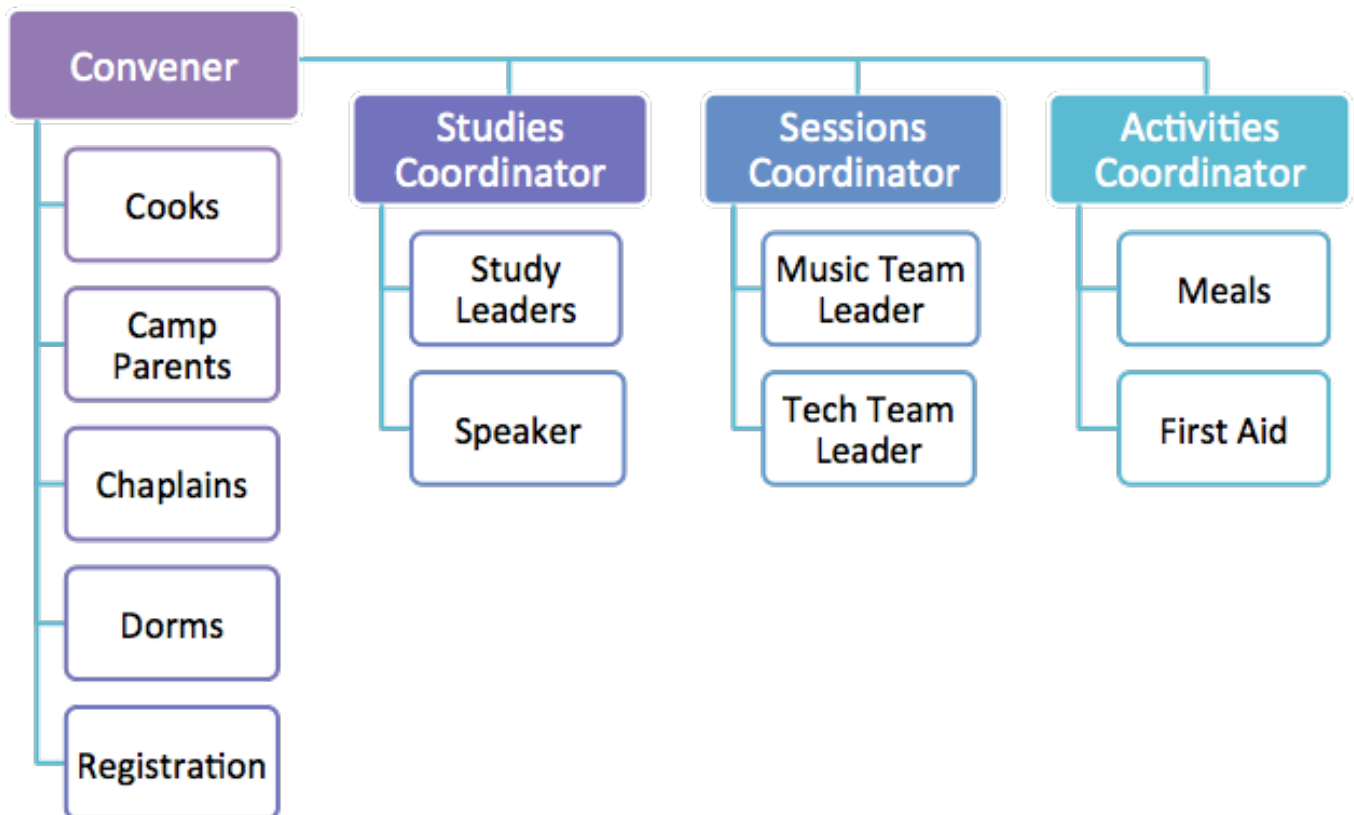 Convener
Cooks
Camp
Parents
Chaplains
Dorms
Registration
Studies
Coordinator
Study
Leaders
Speaker
Sessions
Coordinator
Music Team
Leader
Tech Team
Leader
Activities
Coordinator
Meals
First Aid